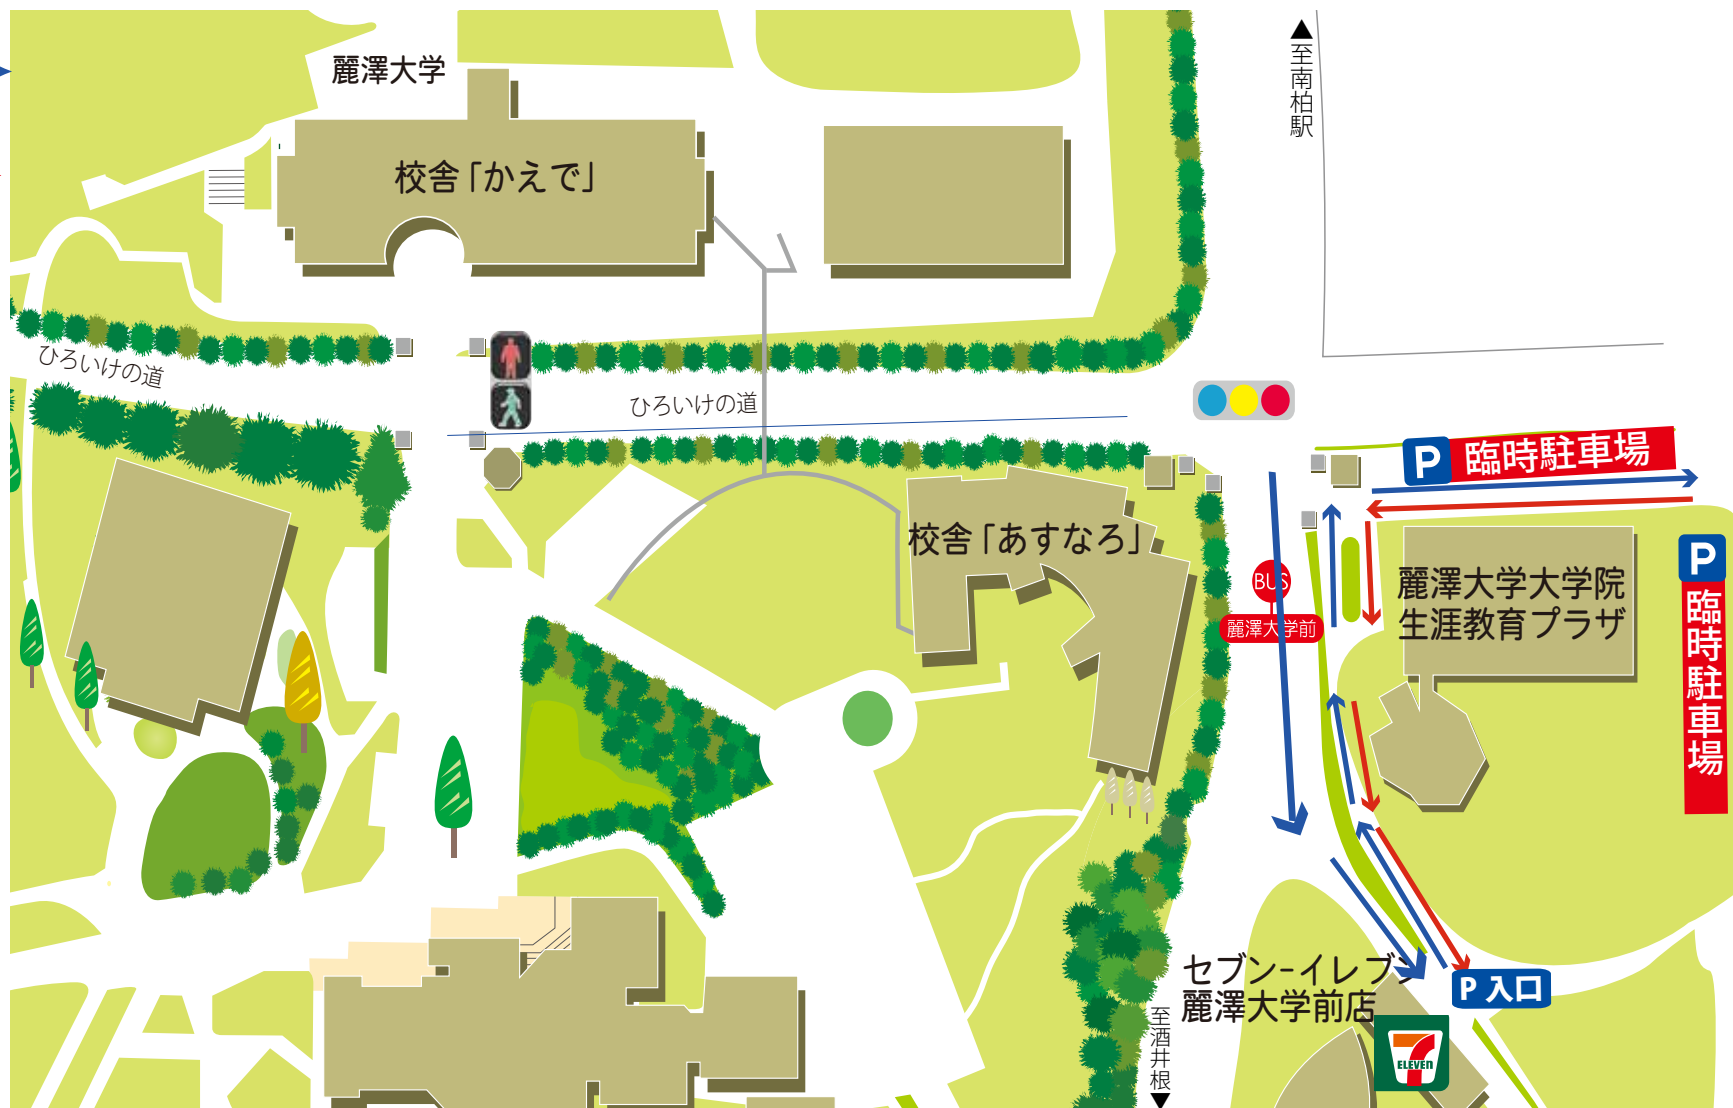 麗澤大学
至南柏駅
校舎「かえで」
ひろいけの道
ひろいけの道
P 臨時駐車場
校舎「あすなろ」
BUS
麗澤大学前
麗澤大学大学院
生涯教育プラザ
P
臨時駐車場
セブン-イレブン
麗澤大学前店
P 入口
至酒井根
7
ELEVEN